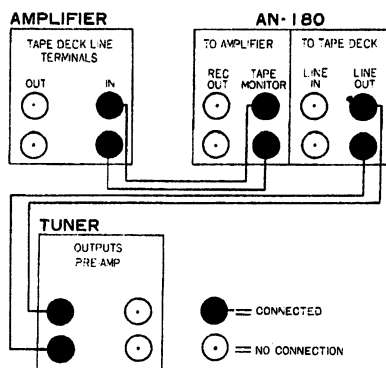 AMPLIFIER
TAPE DECK LINE
TERMINALS
OUT
IN
AN-180
TO AMPLIFIER
TO TAPE DECK
REC
OUT
TAPE
MONITOR
LINE
IN
LINE
OUT
TUNER
OUTPUTS
PRE-AMP
= CONNECTED
= NO CONNECTION